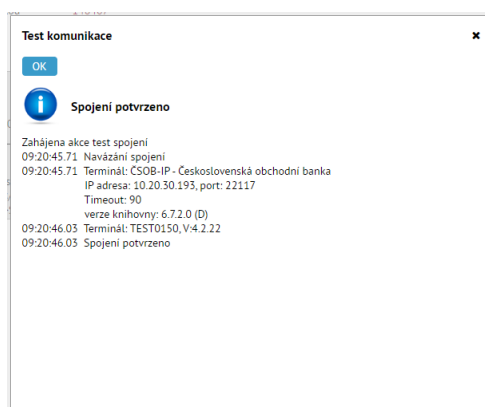 Test komunikace
OK
Spojení potvrzeno
Zahájena akce test spojení
09:20:45.71 Navázání spojení
09:20:45.71 Terminál: ČSOB-IP - Československá obchodní banka
IP adresa: 10.20.30.193, port: 22117
Timeout: 90
verze knihovny: 6.7.2.0 (D)
09:20:46.03 Terminál: TEST0150, V:4.2.22
09:20:46.03 Spojení potvrzeno